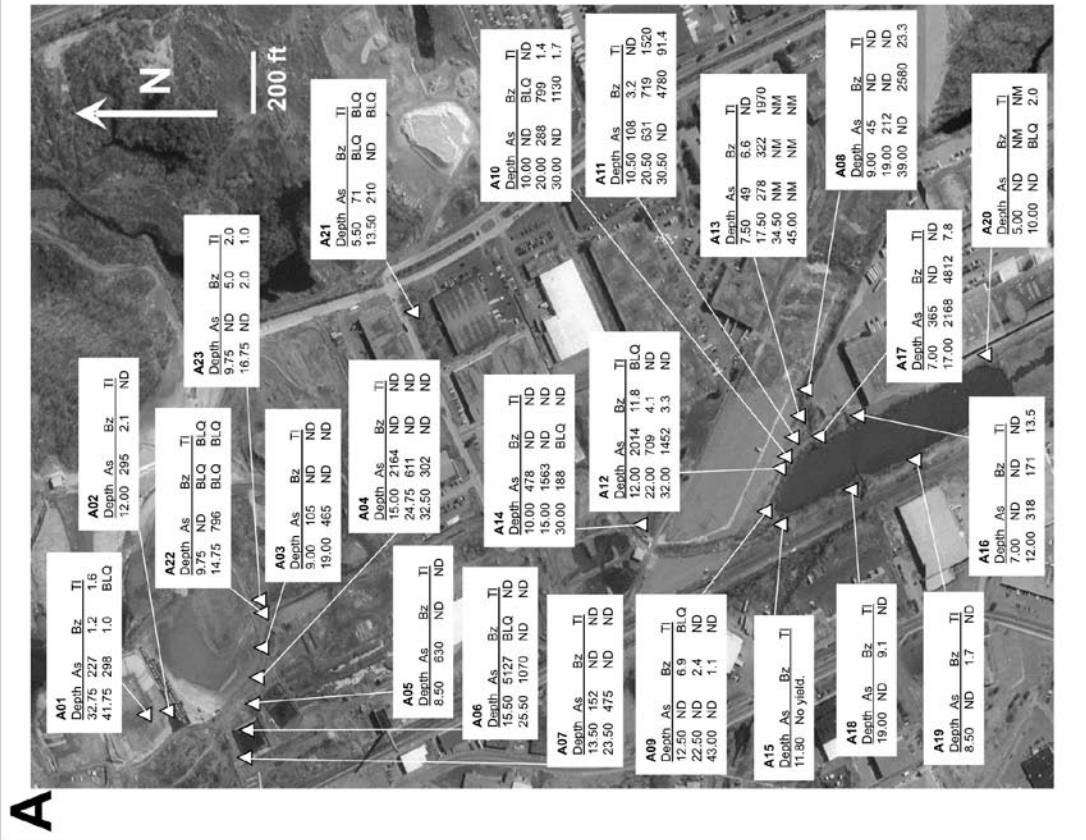 A
N
200 ft
A01
Depth As Bz Tl
32.75 227 1.2 1.6
41.75 298 1.0 BLQ
A02
Depth As Bz Tl
12.00 295 2.1 ND
A22
Depth As Bz Tl
9.75 ND BLQ BLQ
14.75 796 BLQ BLQ
A23
Depth As Bz Tl
9.75 ND 5.0 2.0
16.75 ND 2.0 1.0
A03
Depth As Bz Tl
9.00 105 ND ND
19.00 465 ND ND
A21
Depth As Bz Tl
5.50 71 BLQ BLQ
13.50 210 ND BLQ
A04
Depth As Bz Tl
15.00 2164 ND ND
24.75 611 ND ND
32.50 302 ND ND
A05
Depth As Bz Tl
8.50 630 ND ND
A06
Depth As Bz Tl
15.50 5127 BLQ ND
25.50 1070 ND ND
A07
Depth As Bz Tl
13.50 152 ND ND
23.50 475 ND ND
A14
Depth As Bz Tl
10.00 478 ND ND
15.00 1563 ND ND
30.00 188 BLQ ND
A10
Depth As Bz Tl
10.00 ND BLQ ND
20.00 288 799 1.4
30.00 ND 1130 1.7
A11
Depth As Bz Tl
10.50 108 3.2 ND
20.50 631 719 1520
30.50 ND 4780 91.4
A12
Depth As Bz Tl
12.00 2014 11.8 BLQ
22.00 709 4.1 ND
32.00 1452 3.3 ND
A13
Depth As Bz Tl
7.50 49 6.6 ND
17.50 278 322 1970
34.50 NM NM NM
45.00 NM NM NM
A09
Depth As Bz Tl
12.50 ND 6.9 BLQ
22.50 ND 2.4 ND
43.00 ND 1.1 ND
A15
Depth As Bz Tl
11.80 No yield.
A08
Depth As Bz Tl
9.00 45 ND ND
19.00 212 ND ND
39.00 ND 2580 23.3
A17
Depth As Bz Tl
7.00 365 ND ND
17.00 2168 4812 7.8
A18
Depth As Bz Tl
19.00 ND 9.1 ND
A19
Depth As Bz Tl
8.50 ND 1.7 ND
A16
Depth As Bz Tl
7.00 ND ND ND
12.00 318 171 13.5
A20
Depth As Bz Tl
5.00 ND NM NM
10.00 ND BLQ 2.0